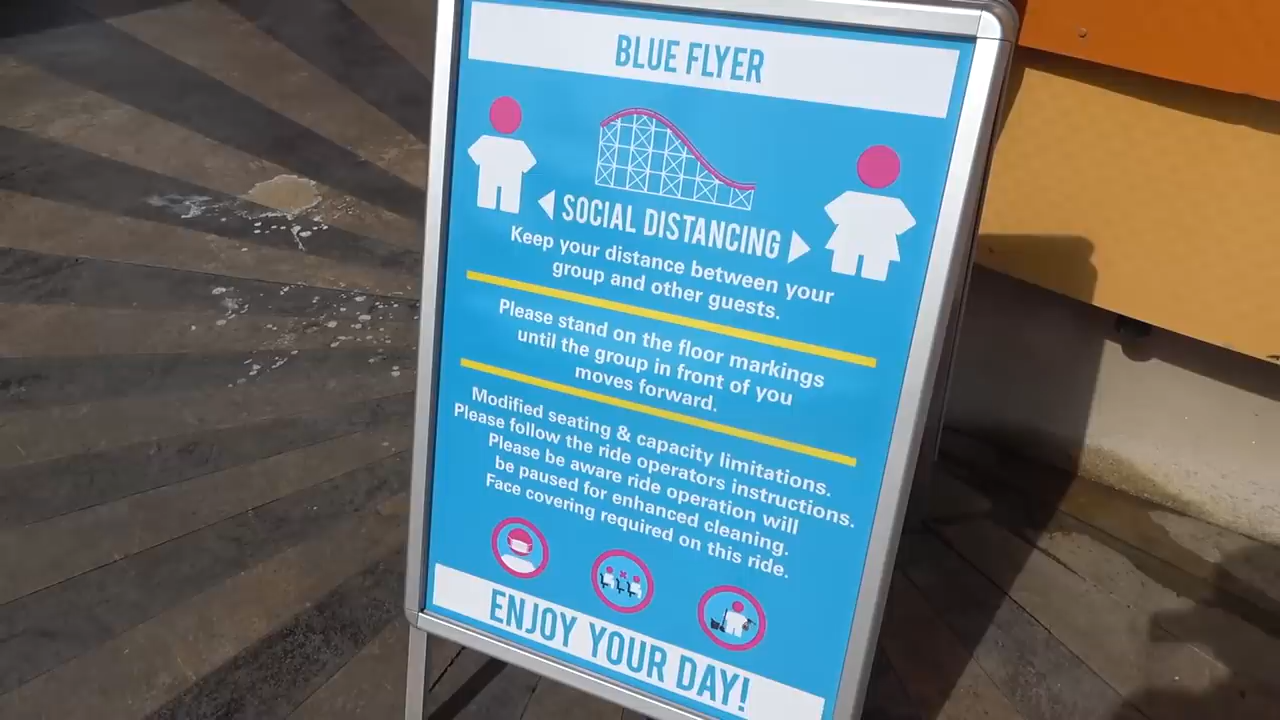 BLUE FLYER
SOCIAL DISTANCING
Keep your distance between your
group and other guests.
Please stand on the floor markings
until the group in front of you
moves forward.
Modified seating & capacity limitations.
Please follow the ride operators instructions.
Please be aware ride operation will
be paused for enhanced cleaning.
Face covering required on this ride.
ENJOY YOUR DAY!